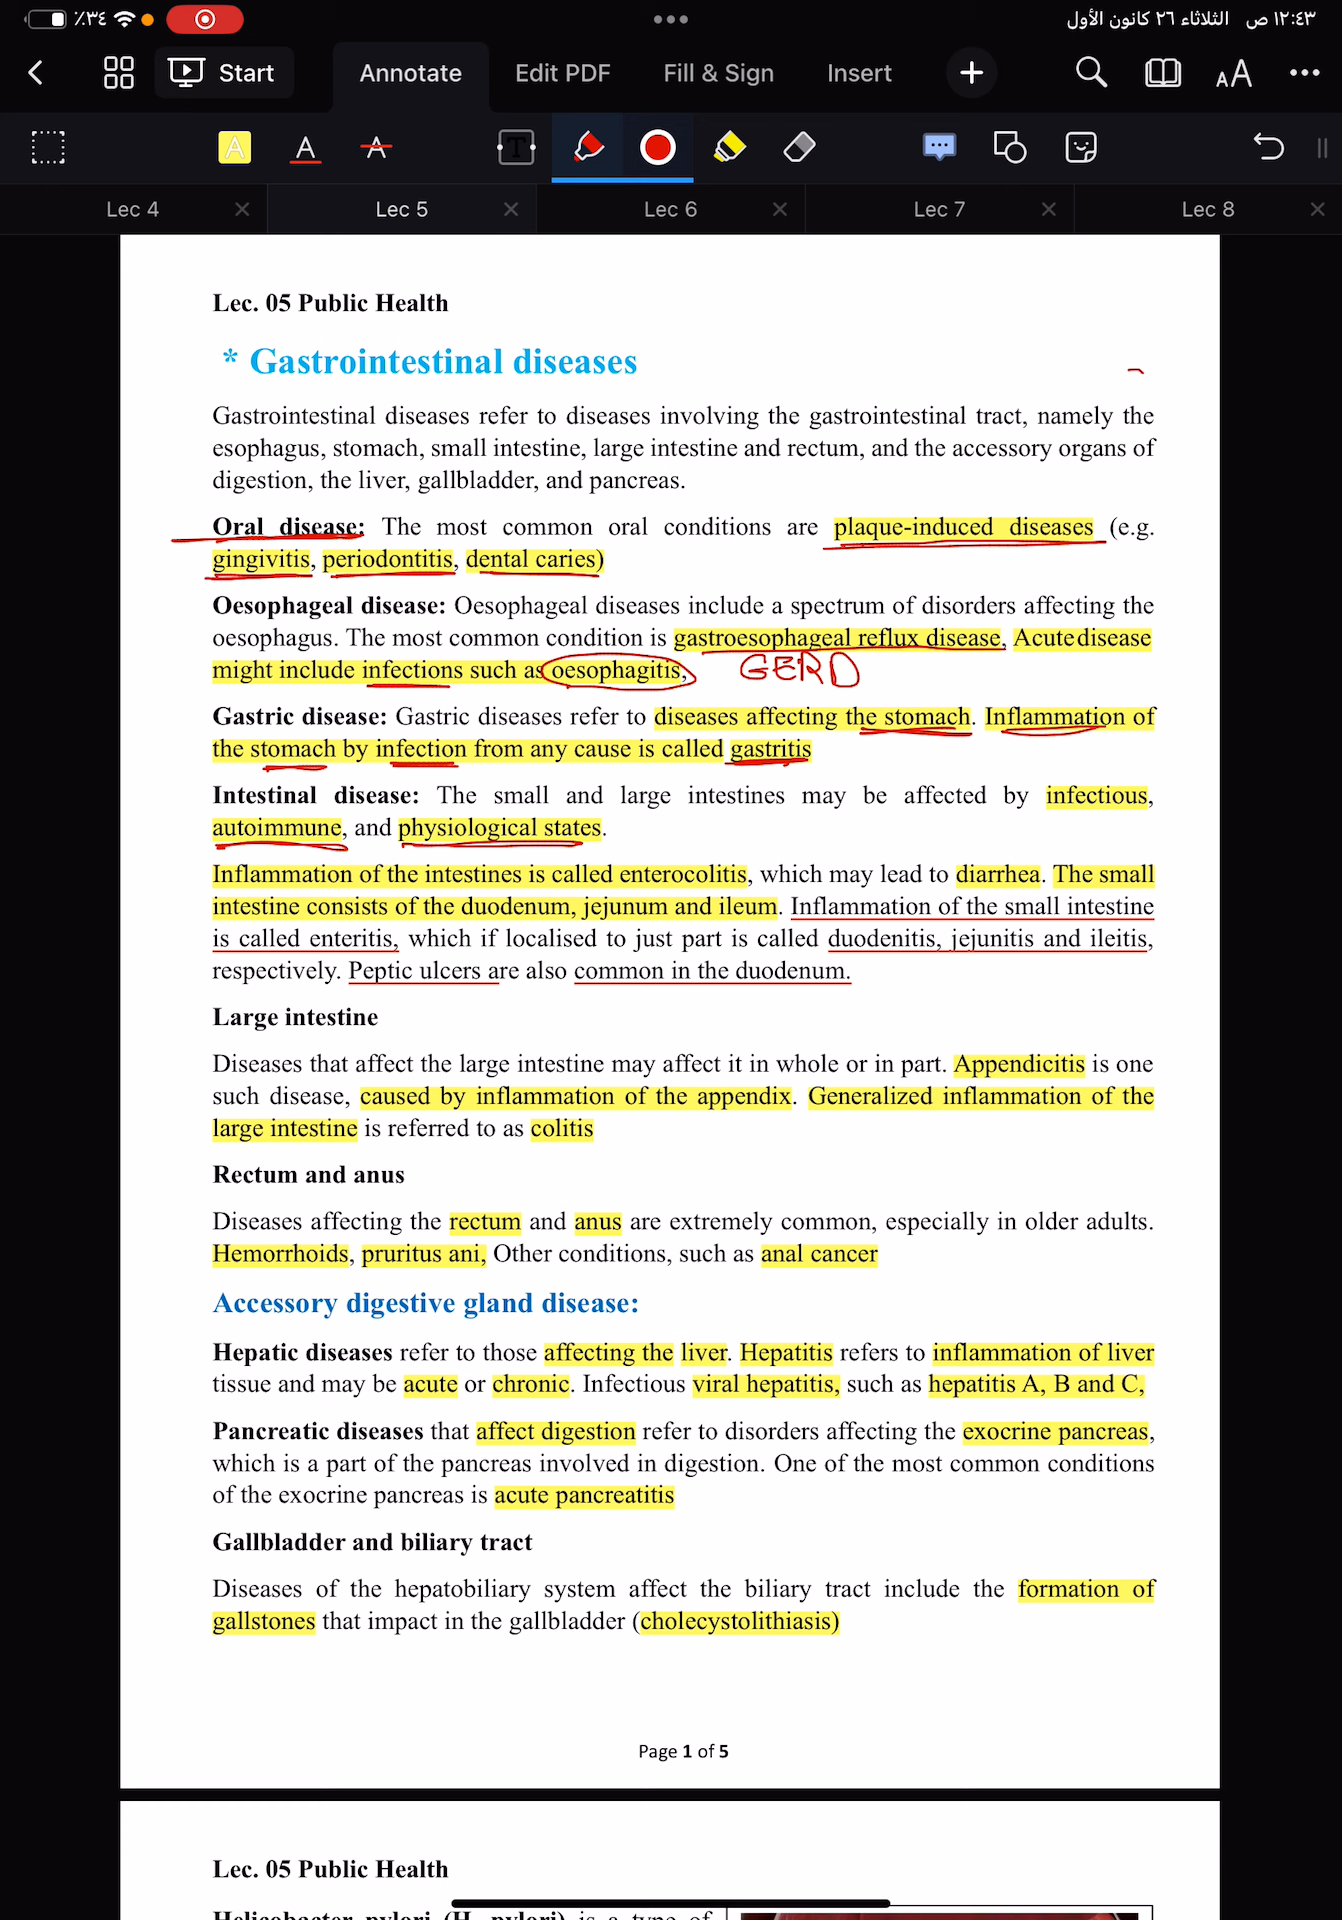 ٪٣٤
١٢:٤٣ ص الثلاثاء ٢٦ كانون الأول
Start Annotate Edit PDF Fill & Sign Insert
AA
A A A T
Lec 4 Lec 5 Lec 6 Lec 7 Lec 8
Lec. 05 Public Health
* Gastrointestinal diseases
Gastrointestinal diseases refer to diseases involving the gastrointestinal tract, namely the
esophagus, stomach, small intestine, large intestine and rectum, and the accessory organs of
digestion, the liver, gallbladder, and pancreas.
Oral disease: The most common oral conditions are plaque-induced diseases (e.g.
gingivitis, periodontitis, dental caries)
Oesophageal disease: Oesophageal diseases include a spectrum of disorders affecting the
oesophagus. The most common condition is gastroesophageal reflux disease, Acute disease
might include infections such as oesophagitis, GERD
Gastric disease: Gastric diseases refer to diseases affecting the stomach. Inflammation of
the stomach by infection from any cause is called gastritis
Intestinal disease: The small and large intestines may be affected by infectious,
autoimmune, and physiological states.
Inflammation of the intestines is called enterocolitis, which may lead to diarrhea. The small
intestine consists of the duodenum, jejunum and ileum. Inflammation of the small intestine
is called enteritis, which if localised to just part is called duodenitis, jejunitis and ileitis,
respectively. Peptic ulcers are also common in the duodenum.
Large intestine
Diseases that affect the large intestine may affect it in whole or in part. Appendicitis is one
such disease, caused by inflammation of the appendix. Generalized inflammation of the
large intestine is referred to as colitis
Rectum and anus
Diseases affecting the rectum and anus are extremely common, especially in older adults.
Hemorrhoids, pruritus ani, Other conditions, such as anal cancer
Accessory digestive gland disease:
Hepatic diseases refer to those affecting the liver. Hepatitis refers to inflammation of liver
tissue and may be acute or chronic. Infectious viral hepatitis, such as hepatitis A, B and C,
Pancreatic diseases that affect digestion refer to disorders affecting the exocrine pancreas,
which is a part of the pancreas involved in digestion. One of the most common conditions
of the exocrine pancreas is acute pancreatitis
Gallbladder and biliary tract
Diseases of the hepatobiliary system affect the biliary tract include the formation of
gallstones that impact in the gallbladder (cholecystolithiasis)
Page 1 of 5
Lec. 05 Public Health
Helicobacter pylori (H. pylori) is a type of